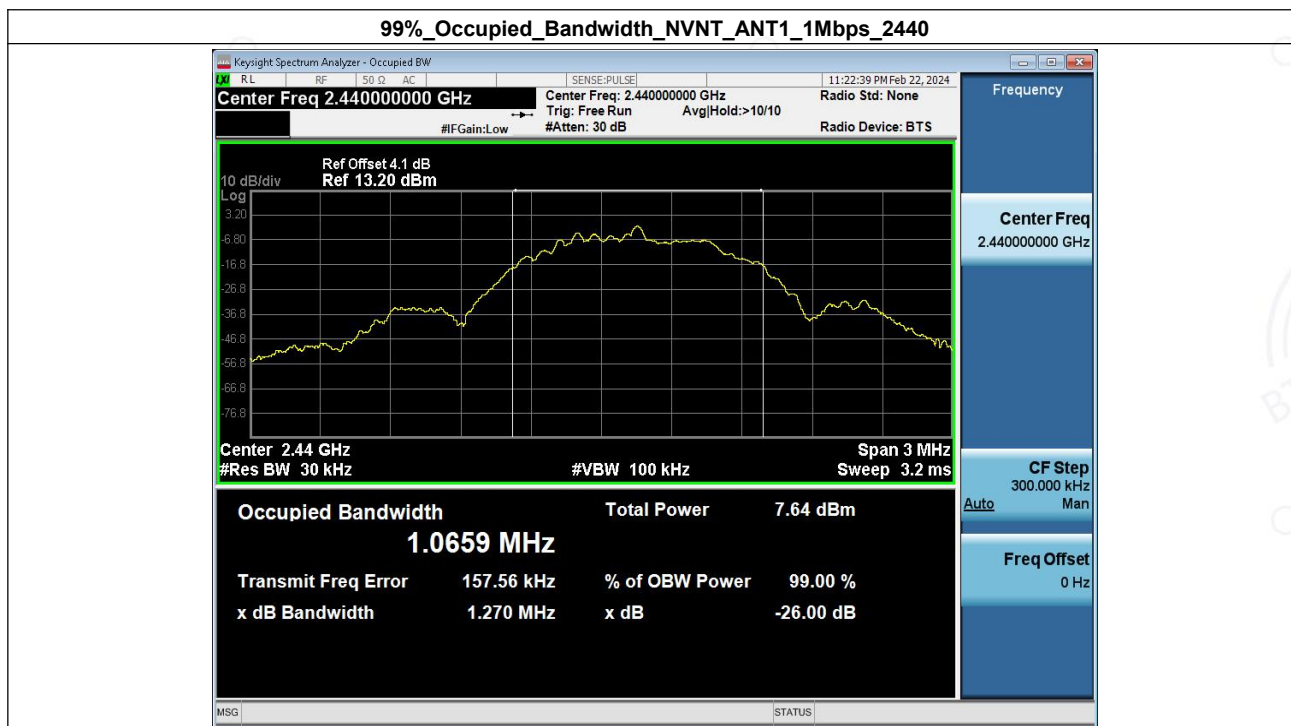 99%_Occupied_Bandwidth_NVNT_ANT1_1Mbps_2440
Keysight Spectrum Analyzer - Occupied BW
LXI RL RF 50 Ω AC SENSE:PULSE 11:22:39 PM Feb 22, 2024
Center Freq 2.440000000 GHz
Center Freq: 2.440000000 GHz Radio Std: None
Trig: Free Run Avg|Hold:>10/10
#IFGain:Low #Atten: 30 dB Radio Device: BTS
Ref Offset 4.1 dB
10 dB/div Ref 13.20 dBm
Log
3.20
-6.80
-16.8
-26.8
-36.8
-46.8
-56.8
-66.8
-76.8
Center 2.44 GHz Span 3 MHz
#Res BW 30 kHz #VBW 100 kHz Sweep 3.2 ms
Occupied Bandwidth Total Power 7.64 dBm
1.0659 MHz
Transmit Freq Error 157.56 kHz % of OBW Power 99.00 %
x dB Bandwidth 1.270 MHz x dB -26.00 dB
MSG STATUS
Frequency
Center Freq
2.440000000 GHz
CF Step
300.000 kHz
Auto Man
Freq Offset
0 Hz